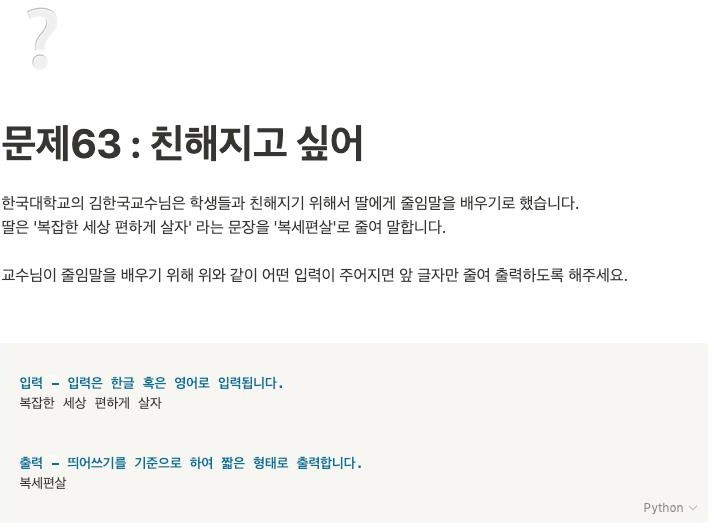 ❔
문제63 : 친해지고 싶어
한국대학교의 김한국교수님은 학생들과 친해지기 위해서 딸에게 줄임말을 배우기로 했습니다.
딸은 '복잡한 세상 편하게 살자' 라는 문장을 '복세편살'로 줄여 말합니다.
교수님이 줄임말을 배우기 위해 위와 같이 어떤 입력이 주어지면 앞 글자만 줄여 출력하도록 해주세요.
입력 - 입력은 한글 혹은 영어로 입력됩니다.
복잡한 세상 편하게 살자
출력 - 띄어쓰기를 기준으로 하여 짧은 형태로 출력합니다.
복세편살
Python